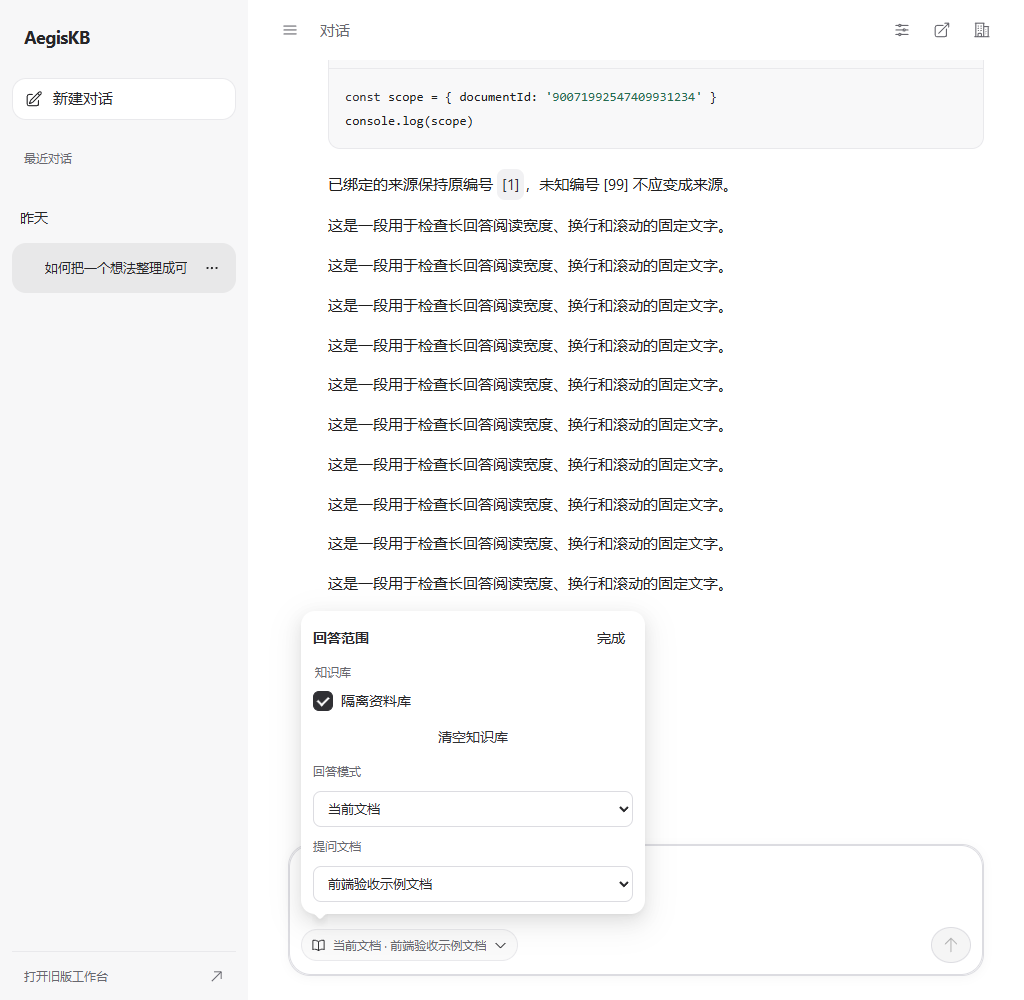 AegisKB
新建对话
最近对话
昨天
如何把一个想法整理成可
打开旧版工作台
对话
const scope = { documentId: '90071992547409931234' }
console.log(scope)
已绑定的来源保持原编号 [1] ，未知编号 [99] 不应变成来源。
这是一段用于检查长回答阅读宽度、换行和滚动的固定文字。
这是一段用于检查长回答阅读宽度、换行和滚动的固定文字。
这是一段用于检查长回答阅读宽度、换行和滚动的固定文字。
这是一段用于检查长回答阅读宽度、换行和滚动的固定文字。
这是一段用于检查长回答阅读宽度、换行和滚动的固定文字。
这是一段用于检查长回答阅读宽度、换行和滚动的固定文字。
这是一段用于检查长回答阅读宽度、换行和滚动的固定文字。
这是一段用于检查长回答阅读宽度、换行和滚动的固定文字。
这是一段用于检查长回答阅读宽度、换行和滚动的固定文字。
这是一段用于检查长回答阅读宽度、换行和滚动的固定文字。
回答范围
完成
知识库
隔离资料库
清空知识库
回答模式
当前文档
提问文档
前端验收示例文档
当前文档 · 前端验收示例文档